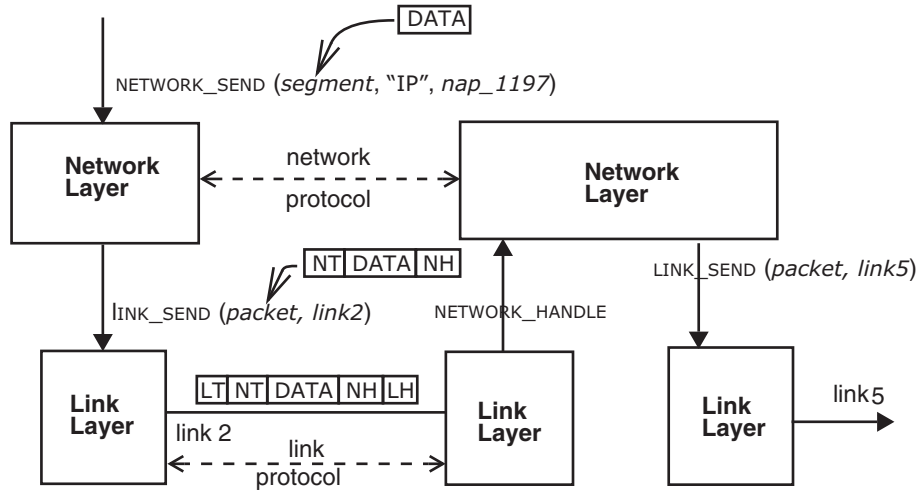 DATA
NETWORK_SEND (segment, “IP”, nap_1197)
Network
Layer
network
protocol
Network
Layer
NT DATA NH
lINK_SEND (packet, link2)
NETWORK_HANDLE
LINK_SEND (packet, link5)
LT NT DATA NH LH
Link
Layer
link 2
link
protocol
Link
Layer
Link
Layer
link5